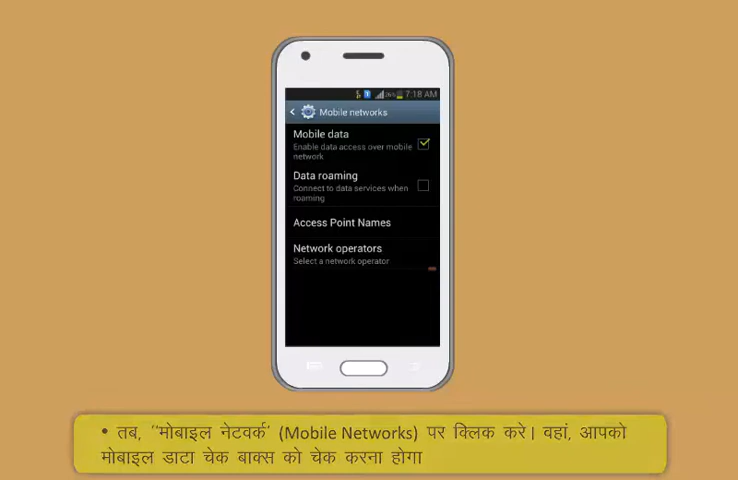 7:18 AM
Mobile networks
Mobile data
Enable data access over mobile
network
Data roaming
Connect to data services when
roaming
Access Point Names
Network operators
Select a network operator
• तब, “मोबाइल नेटवर्क’ (Mobile Networks) पर क्लिक करे। वहां, आपको
मोबाइल डाटा चेक बाक्स को चेक करना होगा